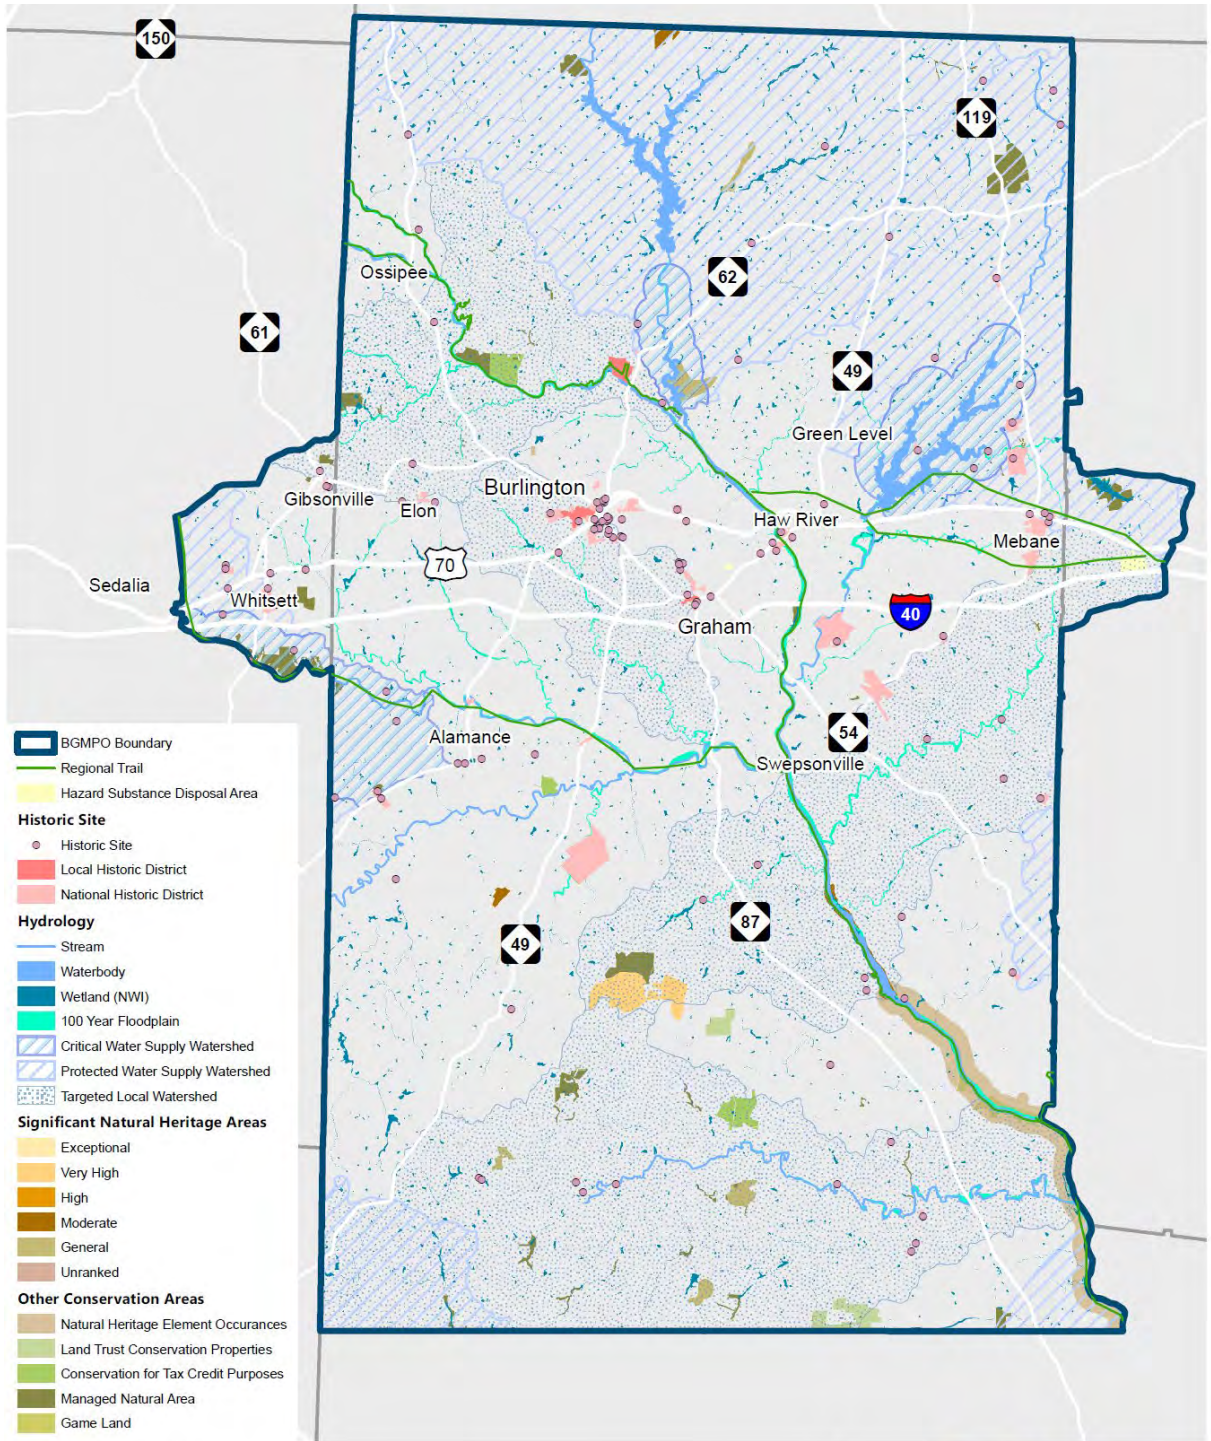 150
119
62
61
Ossipee
49
Green Level
Burlington
Gibsonville
Elon
Haw River
Mebane
70
Sedalia
Whitsett
40
Graham
54
Alamance
Swepsonville
87
49
BGMPO Boundary
Regional Trail
Hazard Substance Disposal Area
Historic Site
Historic Site
Local Historic District
National Historic District
Hydrology
Stream
Waterbody
Wetland (NWI)
100 Year Floodplain
Critical Water Supply Watershed
Protected Water Supply Watershed
Targeted Local Watershed
Significant Natural Heritage Areas
Exceptional
Very High
High
Moderate
General
Unranked
Other Conservation Areas
Natural Heritage Element Occurances
Land Trust Conservation Properties
Conservation for Tax Credit Purposes
Managed Natural Area
Game Land